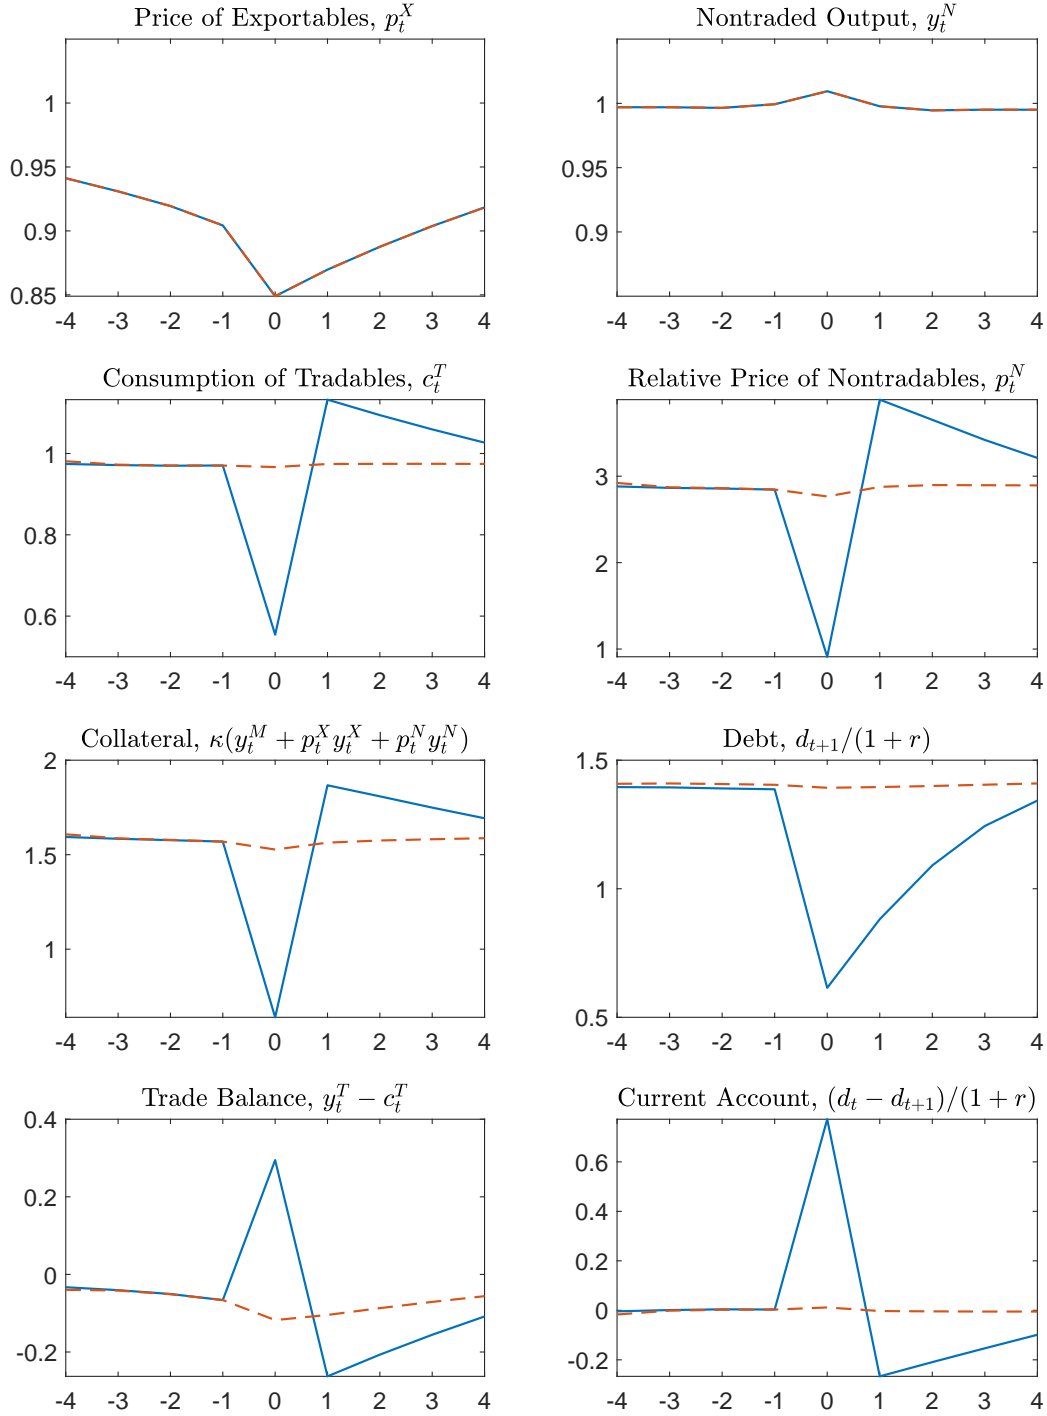 Price of Exportables, $p_t^X$
1
0.95
0.9
0.85
-4 -3 -2 -1 0 1 2 3 4
Nontraded Output, $y_t^N$
1
0.95
0.9
-4 -3 -2 -1 0 1 2 3 4
Consumption of Tradables, $c_t^T$
1
0.8
0.6
-4 -3 -2 -1 0 1 2 3 4
Relative Price of Nontradables, $p_t^N$
3
2
1
-4 -3 -2 -1 0 1 2 3 4
Collateral, $\kappa(y_t^M + p_t^X y_t^X + p_t^N y_t^N)$
2
1.5
1
-4 -3 -2 -1 0 1 2 3 4
Debt, $d_{t+1}/(1+r)$
1.5
1
0.5
-4 -3 -2 -1 0 1 2 3 4
Trade Balance, $y_t^T - c_t^T$
0.4
0.2
0
-0.2
-4 -3 -2 -1 0 1 2 3 4
Current Account, $(d_t - d_{t+1})/(1+r)$
0.6
0.4
0.2
0
-0.2
-4 -3 -2 -1 0 1 2 3 4